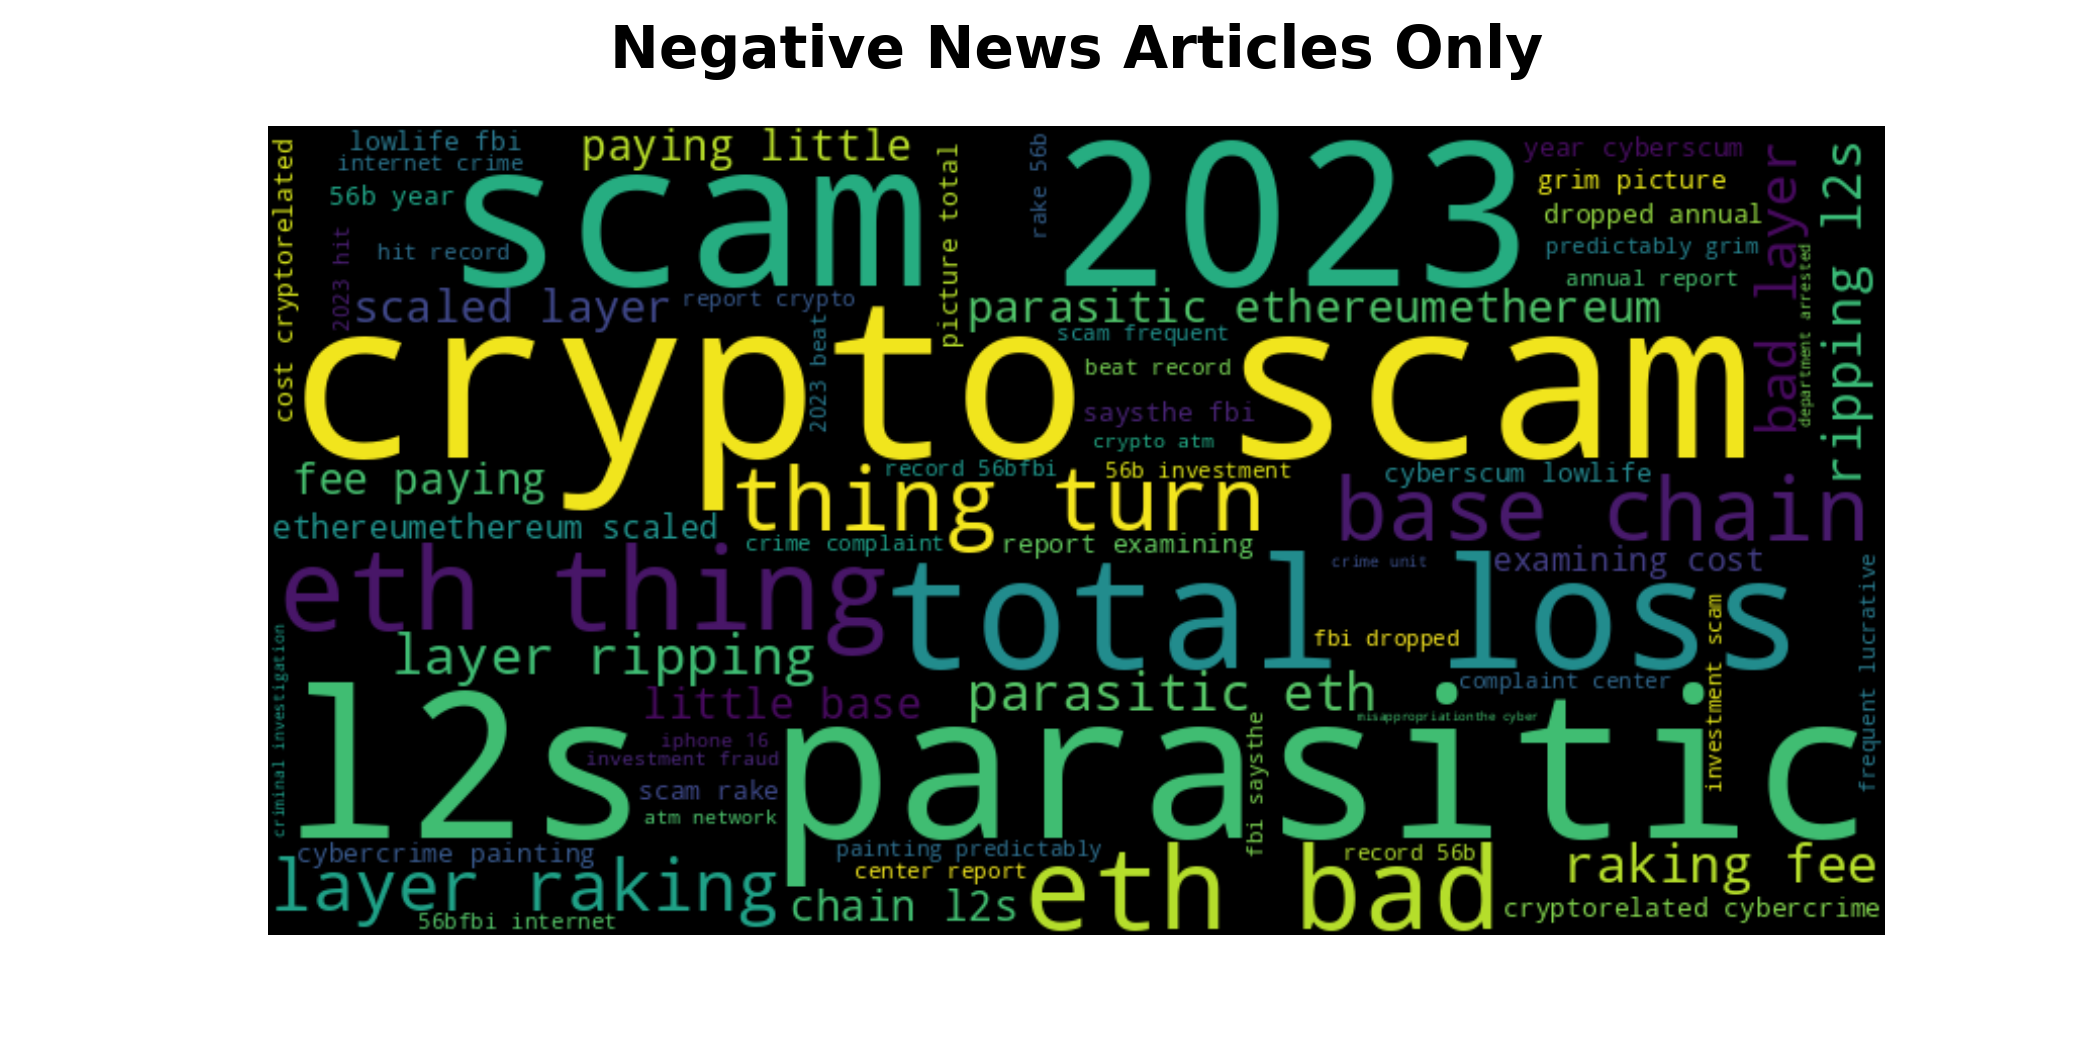 Negative News Articles Only
lowlife fbi
internet crime
56b year
hit record
2023 hit
cost cryptorelated
paying little
scam
picture total
rake 56b
2023
year cyberscum
grim picture
dropped annual
predictably grim
annual report
bad layer
department arrested
ripping l2s
scaled layer
report crypto
2023 beat
parasitic ethereumethereum
scam frequent
beat record
saysthe fbi
crypto atm
crypto scam
fee paying
record 56bfbi
56b investment
cyberscum lowlife
thing turn
base chain
ethereumethereum scaled
crime complaint
report examining
crime unit
examining cost
eth thing
total loss
fbi dropped
investment scam
frequent lucrative
criminal investigation
layer ripping
little base
parasitic eth
complaint center
misappropriationthe cyber
l2s
iphone 16
investment fraud
scam rake
atm network
parasitic
fbi saysthe
cybercrime painting
painting predictably
center report
record 56b
raking fee
layer raking
chain l2s
eth bad
cryptorelated cybercrime
56bfbi internet